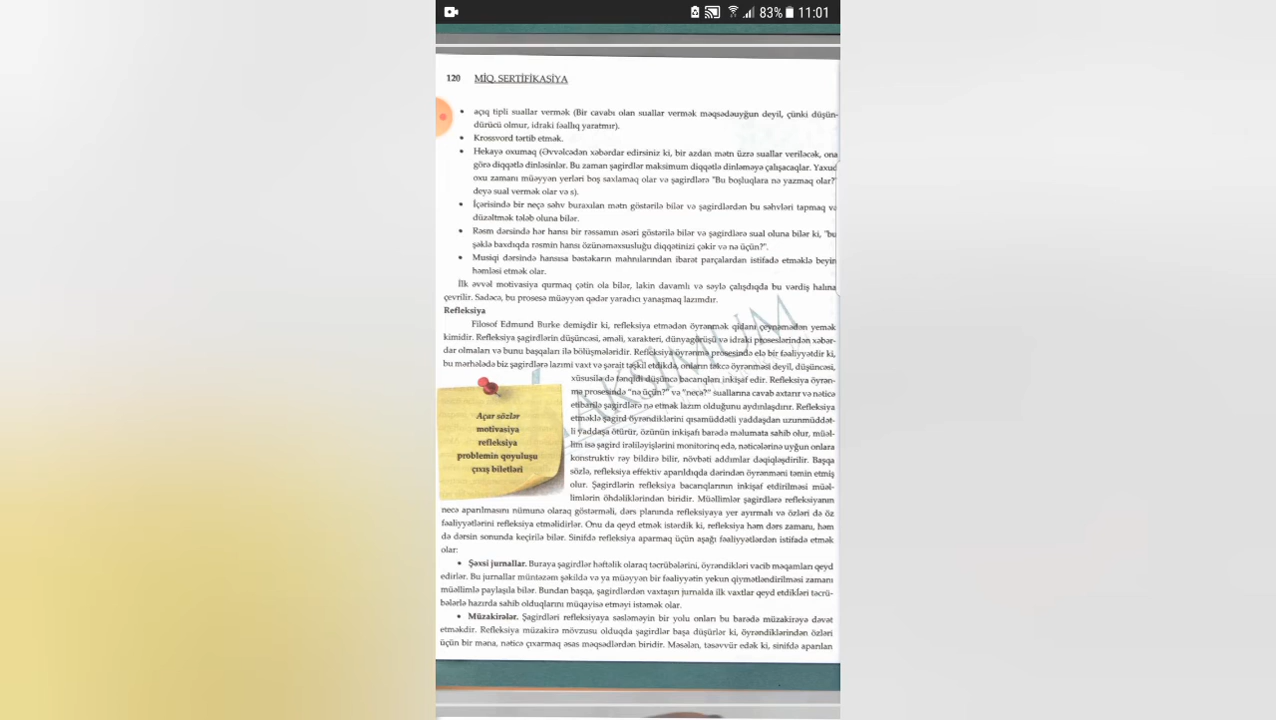 83% 11:01
120 MİQ, SERTİFİKASİYA
• açıq tipli suallar vermək (Bir cavabı olan suallar vermək məqsədəuyğun deyil, çünki düşün-
dürücü olmur, idraki fəallıq yaratmır).
• Krossvord tərtib etmək.
• Hekayə oxumaq (Əvvəlcədən xəbərdar edirsiniz ki, bir azdan mətn üzrə suallar veriləcək, ona
görə diqqətlə dinləsinlər. Bu zaman şagirdlər maksimum diqqətlə dinləməyə çalışacaqlar. Yaxud
oxu zamanı müəyyən yerləri boş saxlamaq olar və şagirdlərə "Bu boşluqlara nə yazmaq olar?"
deyə sual vermək olar və s).
• İçərisində bir neçə səhv buraxılan mətn göstərilə bilər və şagirdlərdən bu səhvləri tapmaq və
düzəltmək tələb oluna bilər.
• Rəsm dərsində hər hansı bir rəssamın əsəri göstərilə bilər və şagirdlərə sual oluna bilər ki, "bu
şəklə baxdıqda rəsmin hansı özünəməxsusluğu diqqətinizi çəkir və nə üçün?".
• Musiqi dərsində hansısa bəstəkarın mahnılarından ibarət parçalardan istifadə etməklə beyin
həmləsi etmək olar.
İlk əvvəl motivasiya qurmaq çətin ola bilər, lakin davamlı və səylə çalışdıqda bu vərdiş halına
çevrilir. Sadəcə, bu prosesə müəyyən qədər yaradıcı yanaşmaq lazımdır.
Refleksiya
Filosof Edmund Burke demişdir ki, refleksiya etmədən öyrənmək qidanı çeynəmədən yemək
kimidir. Refleksiya şagirdlərin düşüncəsi, əməli, xarakteri, dünyagörüşü və idraki proseslərindən xəbər-
dar olmaları və bunu başqaları ilə bölüşmələridir. Refleksiya öyrənmə prosesində elə bir fəaliyyətdir ki,
bu mərhələdə biz şagirdlərə lazımi vaxt və şərait təşkil etdikdə, onların təkcə öyrənməsi deyil, düşüncəsi,
xüsusilə də tənqidi düşüncə bacarıqları inkişaf edir. Refleksiya öyrən-
mə prosesində "nə üçün?" və "necə?" suallarına cavab axtarır və nəticə
etibarilə şagirdlərə nə etmək lazım olduğunu aydınlaşdırır. Refleksiya
etməklə şagird öyrəndiklərini qısamüddətli yaddaşdan uzunmüddət-
li yaddaşa ötürür, özünün inkişafı barədə məlumata sahib olur, müəl-
lim isə şagird irəliləyişlərini monitorinq edə, nəticələrinə uyğun onlara
konstruktiv rəy bildirə bilir, növbəti addımlar dəqiqləşdirilir. Başqa
sözlə, refleksiya effektiv aparıldıqda dərindən öyrənməni təmin etmiş
olur. Şagirdlərin refleksiya bacarıqlarının inkişaf etdirilməsi müəl-
limlərin öhdəliklərindən biridir. Müəllimlər şagirdlərə refleksiyanın
Açar sözlər
motivasiya
refleksiya
problemin qoyuluşu
çıxış biletləri
necə aparılmasını nümunə olaraq göstərməli, dərs planında refleksiyaya yer ayırmalı və özləri də öz
fəaliyyətlərini refleksiya etməlidirlər. Onu da qeyd etmək istərdik ki, refleksiya həm dərs zamanı, həm
də dərsin sonunda keçirilə bilər. Sinifdə refleksiya aparmaq üçün aşağı fəaliyyətlərdən istifadə etmək
olar:
• Şəxsi jurnallar. Buraya şagirdlər həftəlik olaraq təcrübələrini, öyrəndikləri vacib məqamları qeyd
edirlər. Bu jurnallar müntəzəm şəkildə və ya müəyyən bir fəaliyyətin yekun qiymətləndirilməsi zamanı
müəllimlə paylaşıla bilər. Bundan başqa, şagirdlərdən vaxtaşırı jurnalda ilk vaxtlar qeyd etdikləri təcrü-
bələrlə hazırda sahib olduqlarını müqayisə etməyi istəmək olar.
• Müzakirələr. Şagirdləri refleksiyaya səsləməyin bir yolu onları bu barədə müzakirəyə dəvət
etməkdir. Refleksiya müzakirə mövzusu olduqda şagirdlər başa düşürlər ki, öyrəndiklərindən özləri
üçün bir məna, nəticə çıxarmaq əsas məqsədlərdən biridir. Məsələn, təsəvvür edək ki, sinifdə aparılan